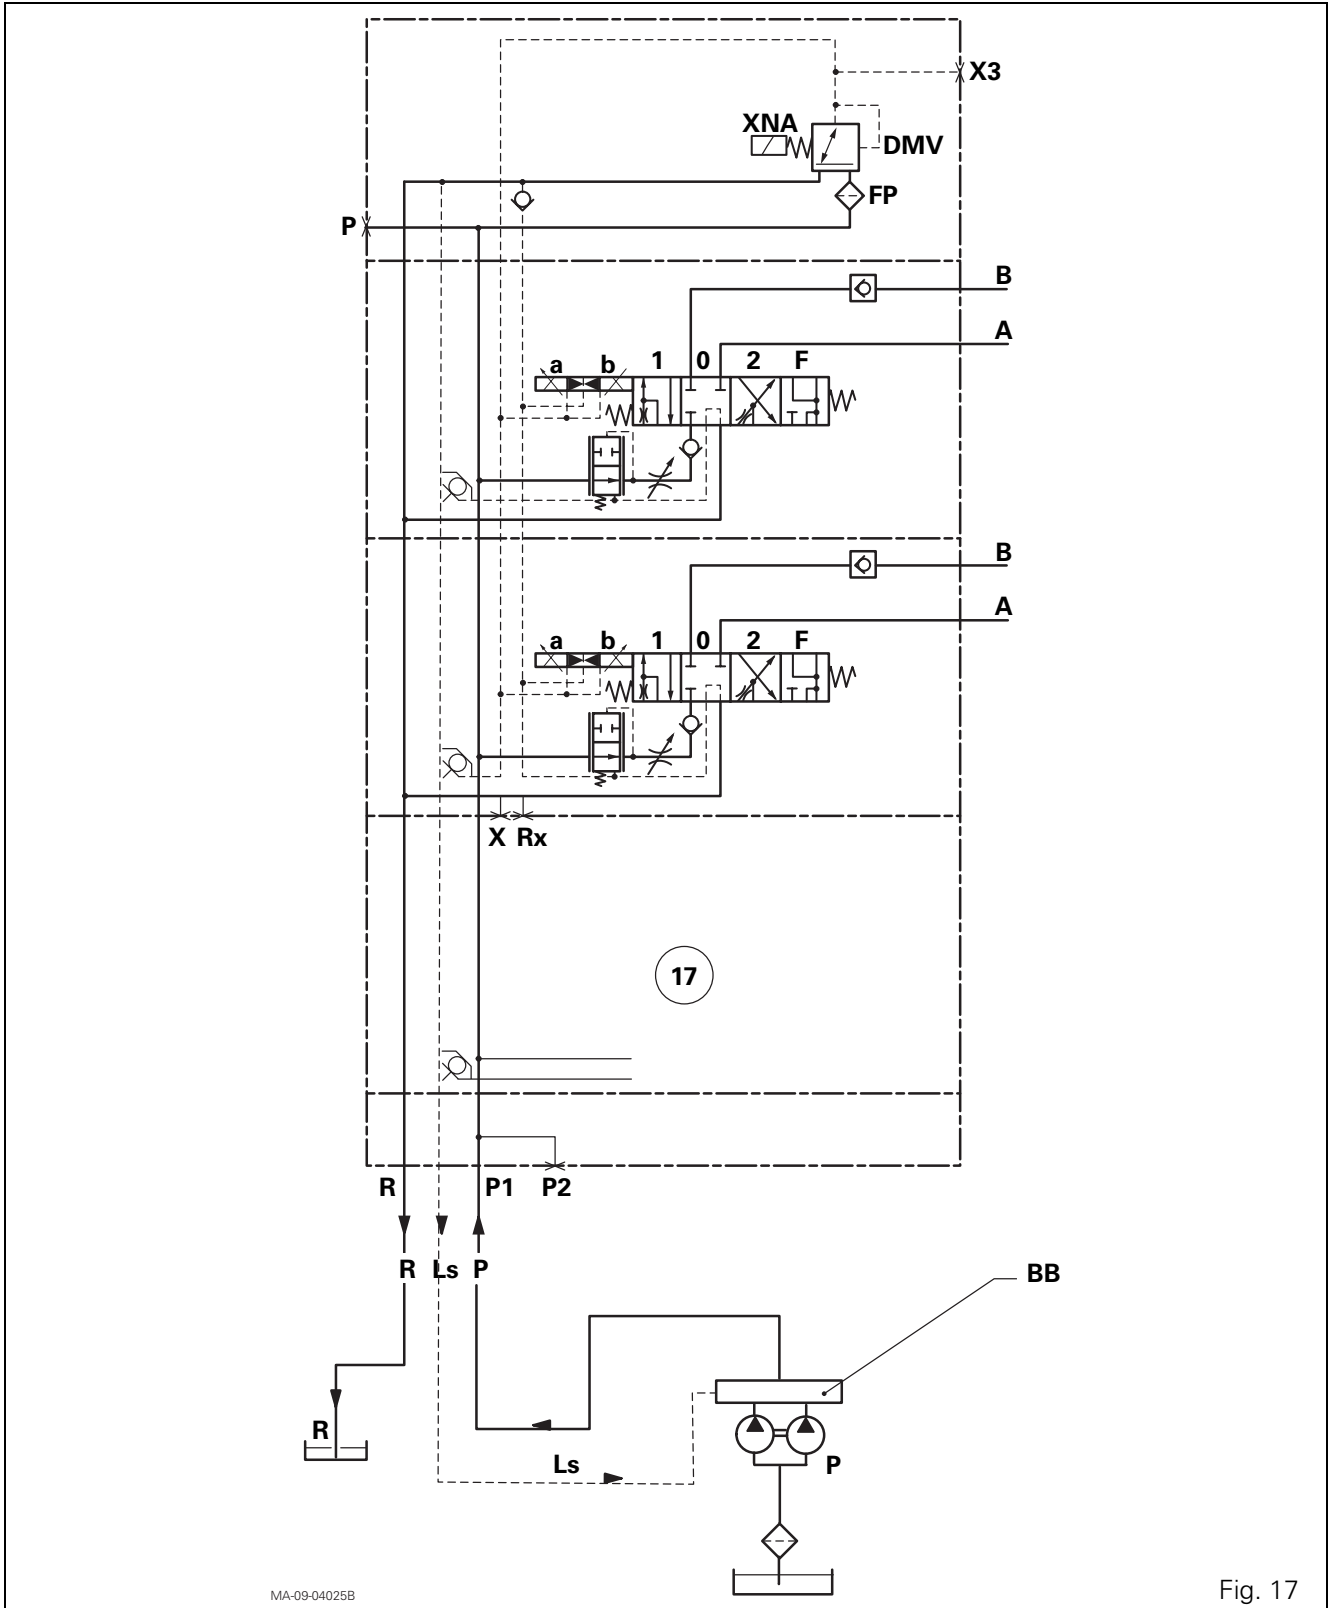 X3
XNA
DMV
FP
P
B
A
a b 1 0 2 F
B
A
a b 1 0 2 F
X Rx
17
R P1 P2
R Ls P
BB
R
Ls
P
MA-09-04025B
Fig. 17